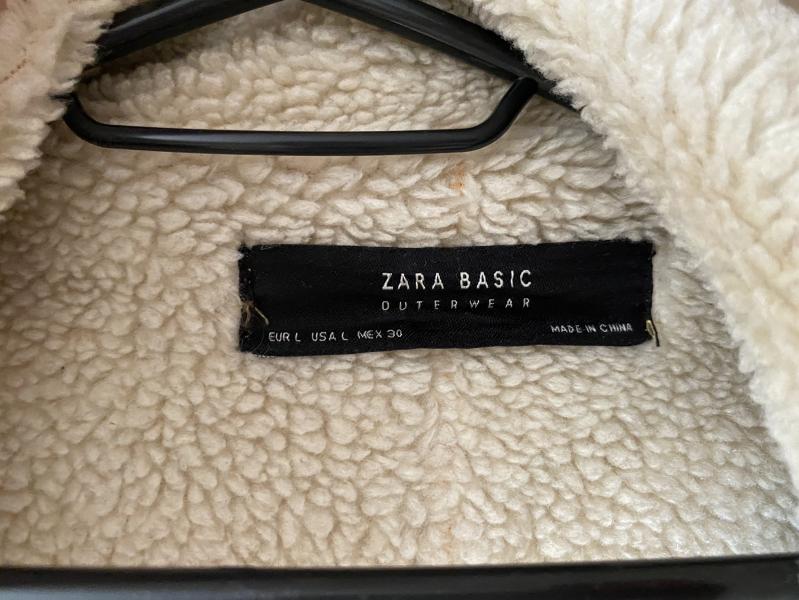 ZARA BASIC
OUTERWEAR
EUR L USA L MEX 30 MADE IN CHINA